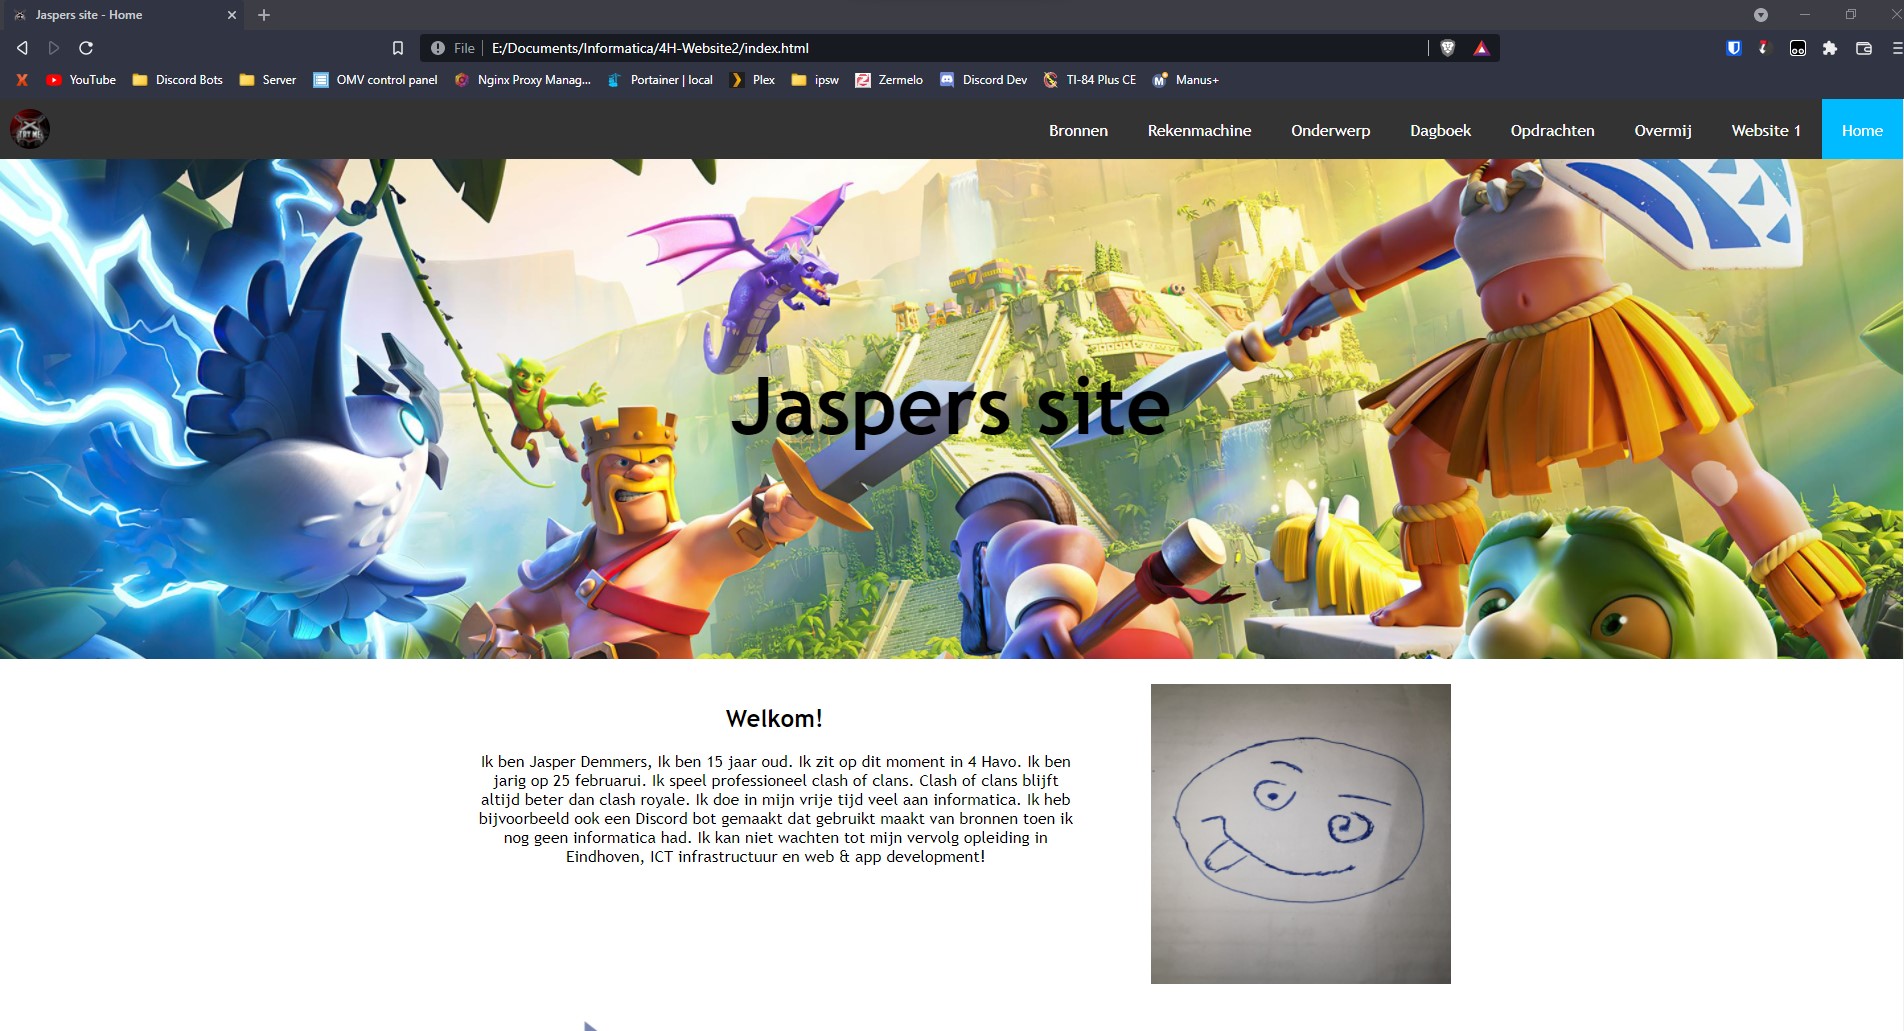 Jaspers site - Home
File
E:/Documents/Informatica/4H-Website2/index.html
X YouTube Discord Bots Server OMV control panel Nginx Proxy Manag... Portainer | local Plex ipsw Zermelo Discord Dev TI-84 Plus CE Manus+
TRY ME Bronnen Rekenmachine Onderwerp Dagboek Opdrachten Overmij Website 1 Home
Jaspers site
Welkom!
Ik ben Jasper Demmers, Ik ben 15 jaar oud. Ik zit op dit moment in 4 Havo. Ik ben
jarig op 25 februarui. Ik speel professioneel clash of clans. Clash of clans blijft
altijd beter dan clash royale. Ik doe in mijn vrije tijd veel aan informatica. Ik heb
bijvoorbeeld ook een Discord bot gemaakt dat gebruikt maakt van bronnen toen ik
nog geen informatica had. Ik kan niet wachten tot mijn vervolg opleiding in
Eindhoven, ICT infrastructuur en web & app development!